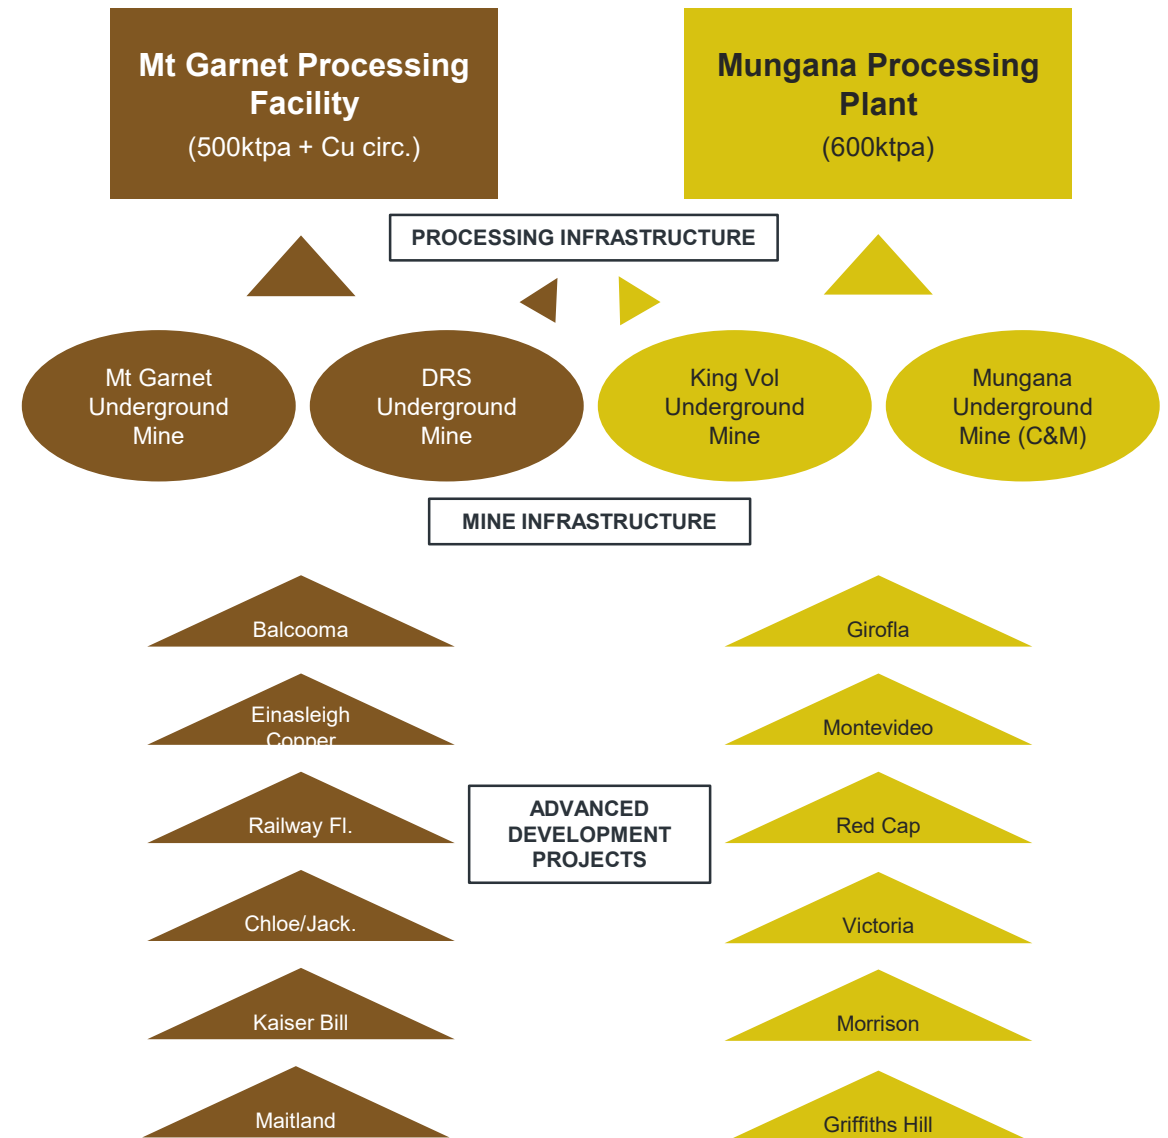 Mt Garnet Processing
Facility
(500ktpa + Cu circ.)
Mungana Processing
Plant
(600ktpa)
PROCESSING INFRASTRUCTURE
Mt Garnet
Underground
Mine
DRS
Underground
Mine
King Vol
Underground
Mine
Mungana
Underground
Mine (C&M)
MINE INFRASTRUCTURE
Balcooma
Girofla
Einasleigh
Copper
Montevideo
Railway Fl.
ADVANCED
DEVELOPMENT
PROJECTS
Red Cap
Chloe/Jack.
Victoria
Kaiser Bill
Morrison
Maitland
Griffiths Hill